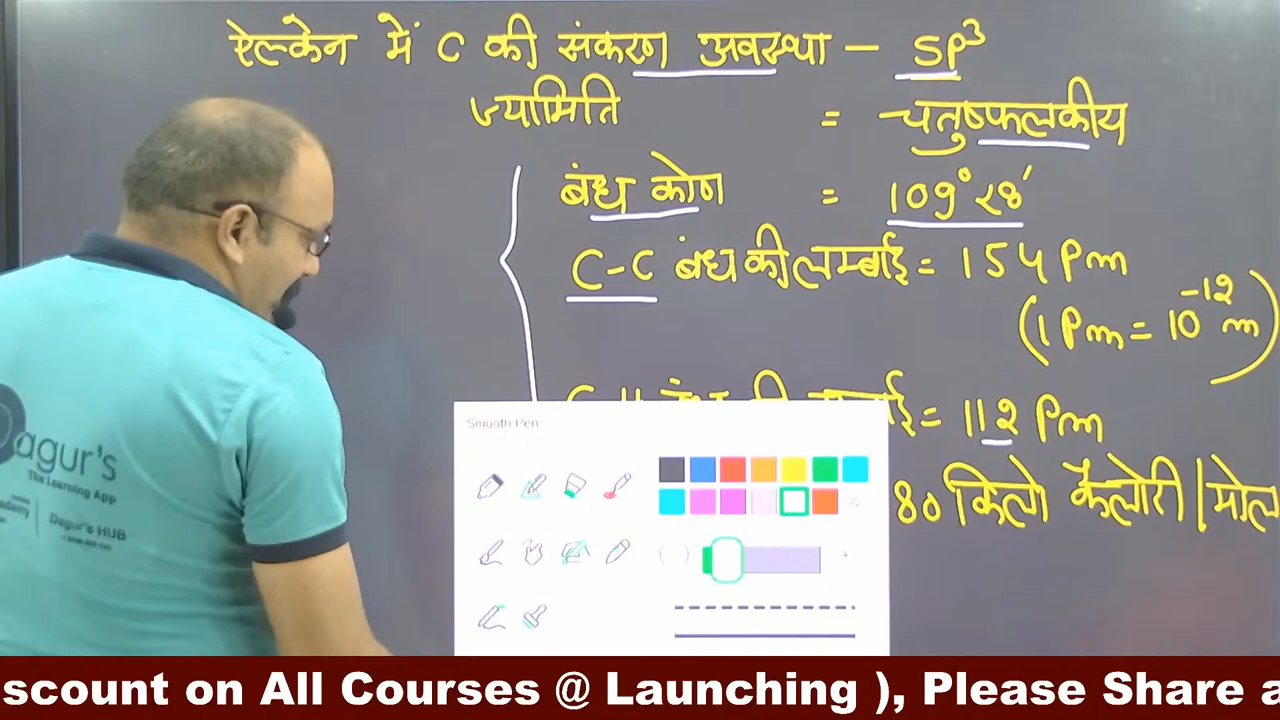 ऐल्केन में C की संकरण अवस्था – SP³
ज्यामिति = चतुष्फलकीय
बंध कोण = 109°28′
C-C बंध की लम्बाई = 154 Pm
(1 Pm = 10⁻¹² m)
= 112 Pm
80 किलो कैलोरी|मोल
Smooth Pen
agur's
The Learning App
Dagur's HUB
scount on All Courses @ Launching ), Please Share a